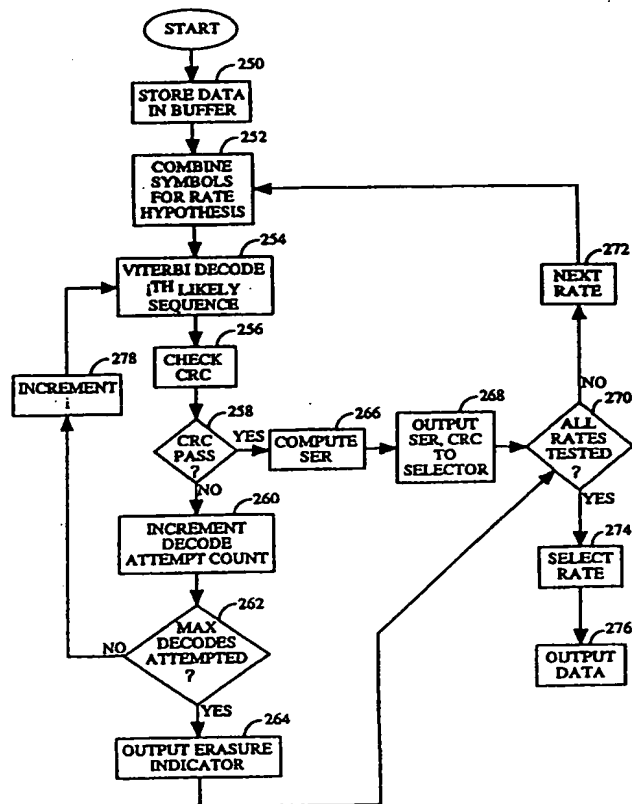 START
250
STORE DATA
IN BUFFER
252
COMBINE
SYMBOLS
FOR RATE
HYPOTHESIS
254
VITERBI DECODE
iTH LIKELY
SEQUENCE
256
CHECK
CRC
258
CRC
PASS
?
YES
NO
266
COMPUTE
SER
268
OUTPUT
SER, CRC
TO
SELECTOR
270
ALL
RATES
TESTED
?
NO
YES
272
NEXT
RATE
274
SELECT
RATE
276
OUTPUT
DATA
260
INCREMENT
DECODE
ATTEMPT COUNT
262
MAX
DECODES
ATTEMPTED
?
NO
YES
278
INCREMENT
i
264
OUTPUT ERASURE
INDICATOR